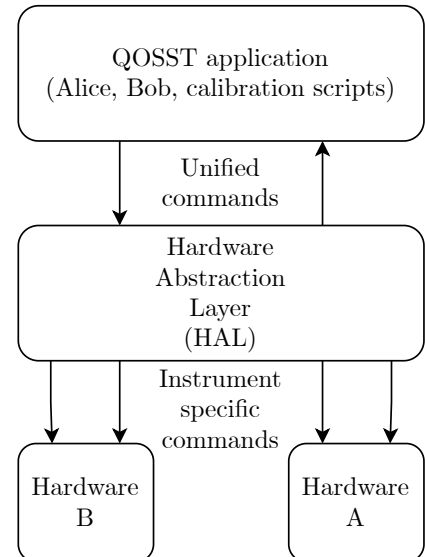 QOSST application
(Alice, Bob, calibration scripts)
Unified
commands
Hardware
Abstraction
Layer
(HAL)
Instrument
specific
commands
Hardware
B
Hardware
A